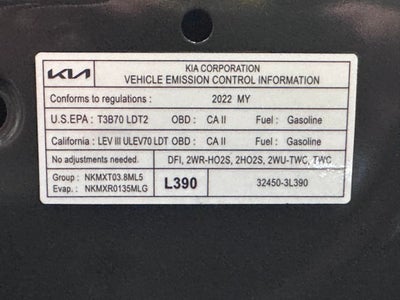 KIA
KIA CORPORATION
VEHICLE EMISSION CONTROL INFORMATION
Conforms to regulations : 2022 MY
U.S.EPA : T3B70 LDT2 OBD : CA II Fuel : Gasoline
California : LEV III ULEV70 LDT OBD : CA II Fuel : Gasoline
No adjustments needed. DFI, 2WR-HO2S, 2HO2S, 2WU-TWC, TWC
Group : NKMXT03.8ML5
Evap. : NKMXR0135MLG
L390
32450-3L390